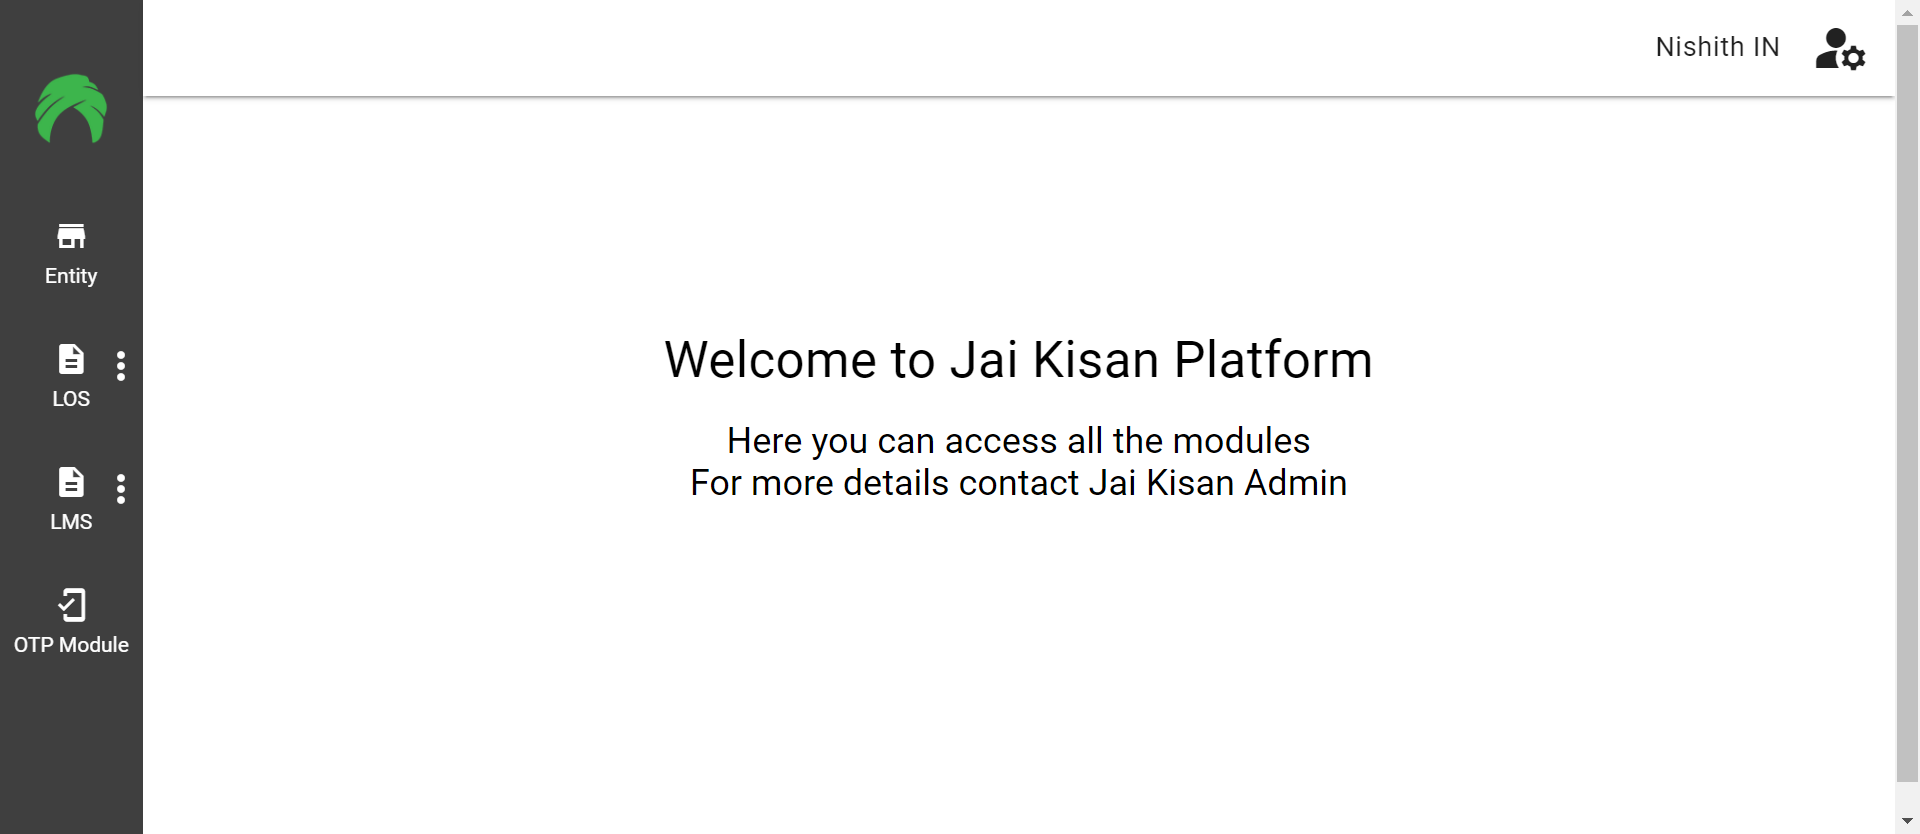 Nishith IN
Entity
LOS
LMS
OTP Module
Welcome to Jai Kisan Platform
Here you can access all the modules
For more details contact Jai Kisan Admin